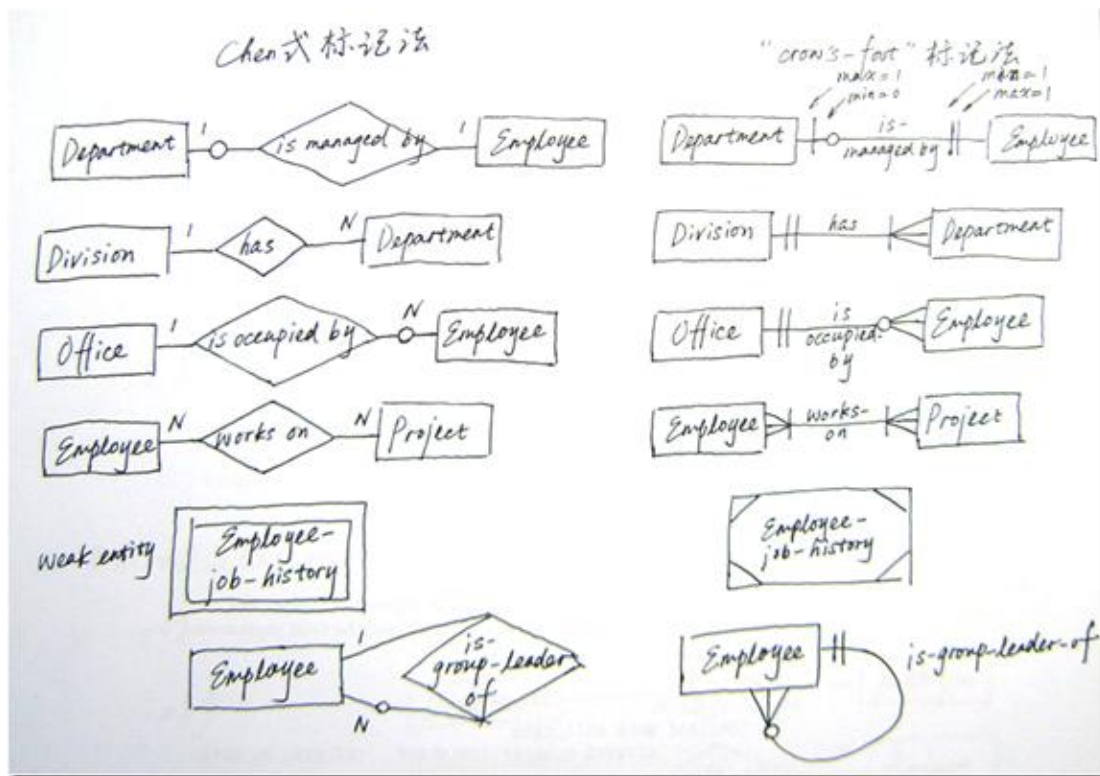 Chen式标记法
Department 1 is managed by 1 Employee
Division 1 has N Department
Office 1 is occupied by N Employee
Employee N works on N Project
weak entity
Employee-
job-history
Employee
1
N
is-
group-leader
of
"crow's-foot" 标记法
max=1
min=0
min=1
max=1
Department
is-
managed by
Employee
Division has Department
Office
is
occupied-
by
Employee
Employee
works-
on
Project
Employee-
job-history
Employee
is-group-leader-of